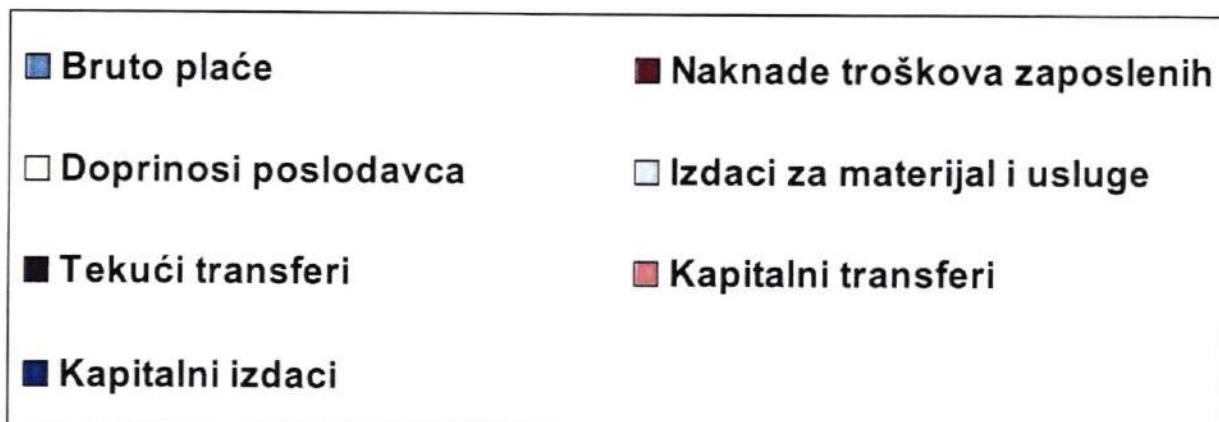 Bruto plaće
Naknade troškova zaposlenih
Doprinosi poslodavca
Izdaci za materijal i usluge
Tekući transferi
Kapitalni transferi
Kapitalni izdaci